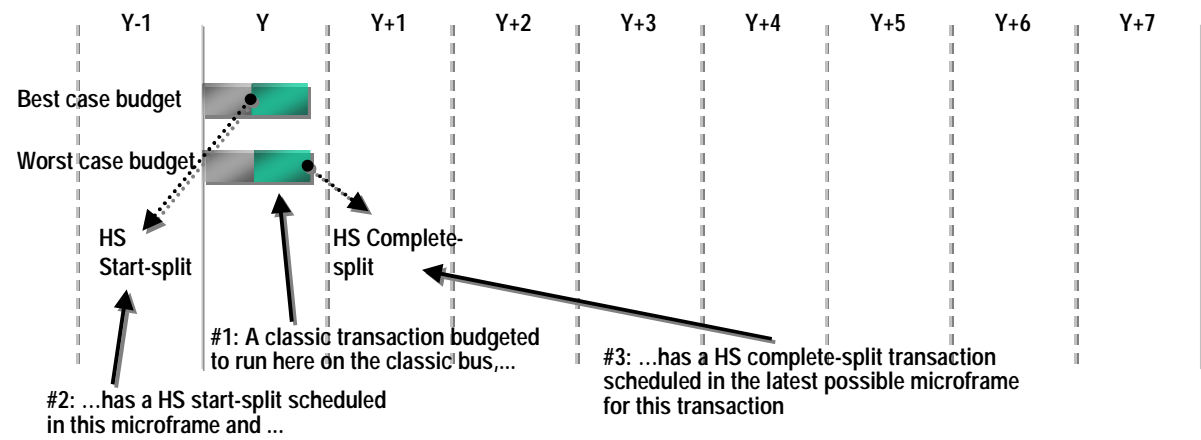 Y-1 Y Y+1 Y+2 Y+3 Y+4 Y+5 Y+6 Y+7
Best case budget
Worst case budget
HS
Start-split
HS Complete-
split
#1: A classic transaction budgeted
to run here on the classic bus,...
#2: ...has a HS start-split scheduled
in this microframe and ...
#3: ...has a HS complete-split transaction
scheduled in the latest possible microframe
for this transaction